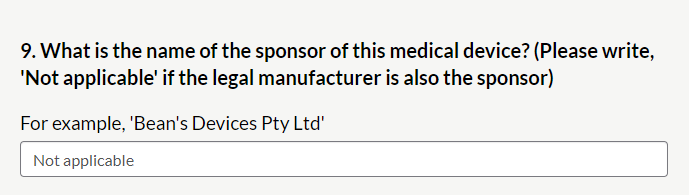 9. What is the name of the sponsor of this medical device? (Please write,
'Not applicable' if the legal manufacturer is also the sponsor)
For example, 'Bean's Devices Pty Ltd'
Not applicable